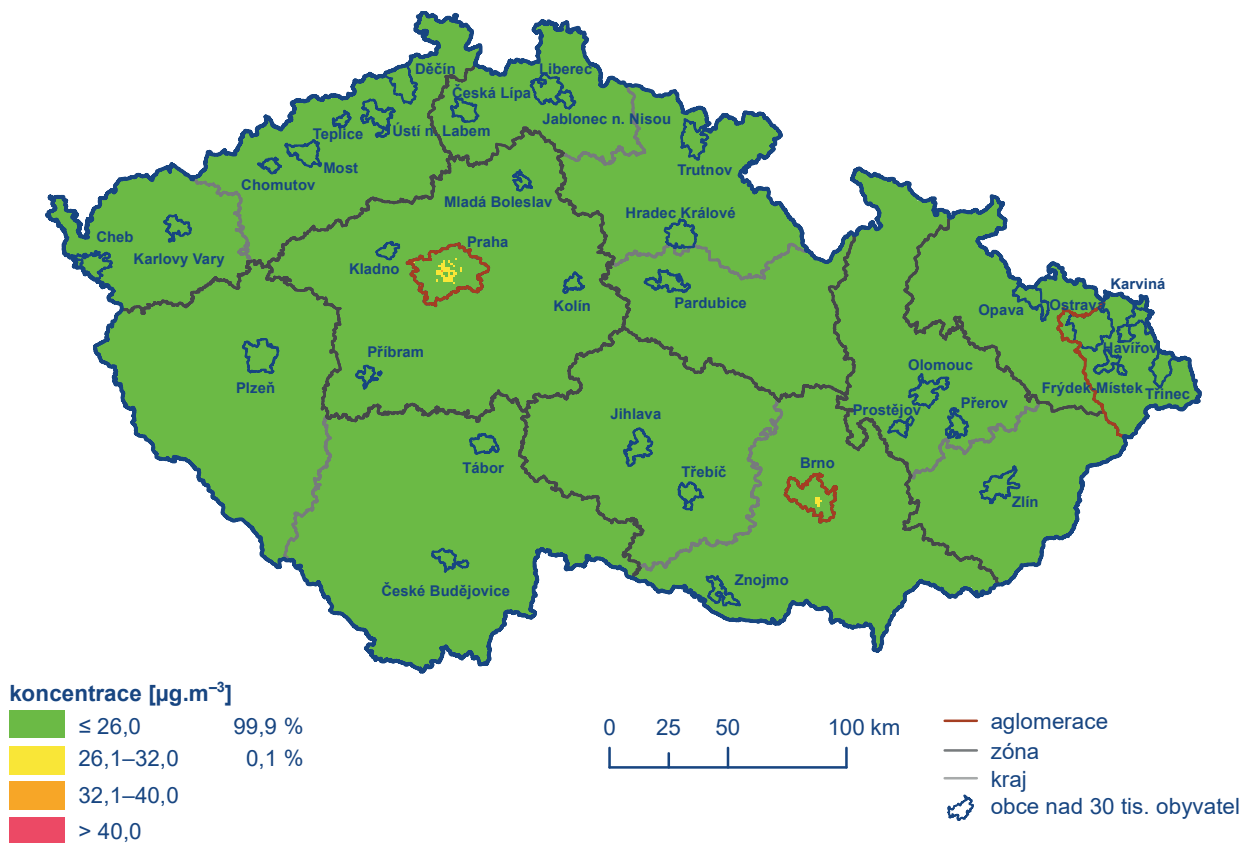 Děčín
Liberec
Česká Lípa
Jablonec n. Nisou
Teplice
Ústí n. Labem
Most
Chomutov
Trutnov
Mladá Boleslav
Hradec Králové
Cheb
Karlovy Vary
Praha
Kladno
Kolín
Pardubice
Karviná
Ostrava
Opava
Havířov
Příbram
Plzeň
Olomouc
Frýdek-Místek
Třinec
Prostějov
Přerov
Jihlava
Tábor
Třebíč
Brno
Zlín
České Budějovice
Znojmo
koncentrace [µg.m⁻³]
≤ 26,0 99,9 %
26,1–32,0 0,1 %
32,1–40,0
> 40,0
0 25 50 100 km
aglomerace
zóna
kraj
obce nad 30 tis. obyvatel